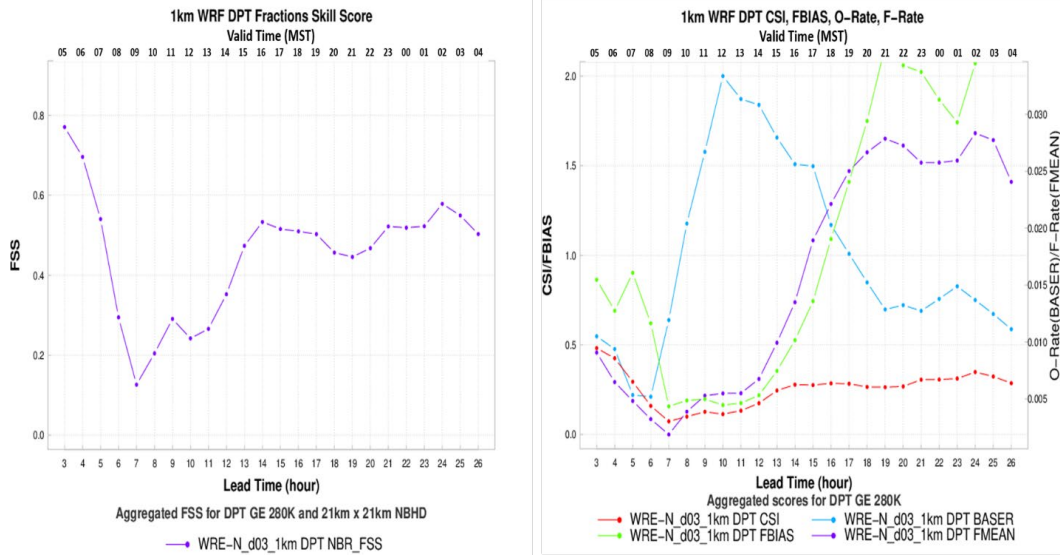 1km WRF DPT Fractions Skill Score
Valid Time (MST)
05 06 07 08 09 10 11 12 13 14 15 16 17 18 19 20 21 22 23 00 01 02 03 04
FSS
0.8
0.6
0.4
0.2
0.0
3 4 5 6 7 8 9 10 11 12 13 14 15 16 17 18 19 20 21 22 23 24 25 26
Lead Time (hour)
Aggregated FSS for DPT GE 280K and 21km x 21km NBHD
WRE-N_d03_1km DPT NBR_FSS
1km WRF DPT CSI, FBIAS, O-Rate, F-Rate
Valid Time (MST)
05 06 07 08 09 10 11 12 13 14 15 16 17 18 19 20 21 22 23 00 01 02 03 04
CSI/FBIAS
2.0
1.5
1.0
0.5
0.0
0.030
0.025
0.020
0.015
0.010
0.005
O-Rate(BASER)/F-Rate(FMEAN)
3 4 5 6 7 8 9 10 11 12 13 14 15 16 17 18 19 20 21 22 23 24 25 26
Lead Time (hour)
Aggregated scores for DPT GE 280K
WRE-N_d03_1km DPT CSI
WRE-N_d03_1km DPT BASER
WRE-N_d03_1km DPT FBIAS
WRE-N_d03_1km DPT FMEAN